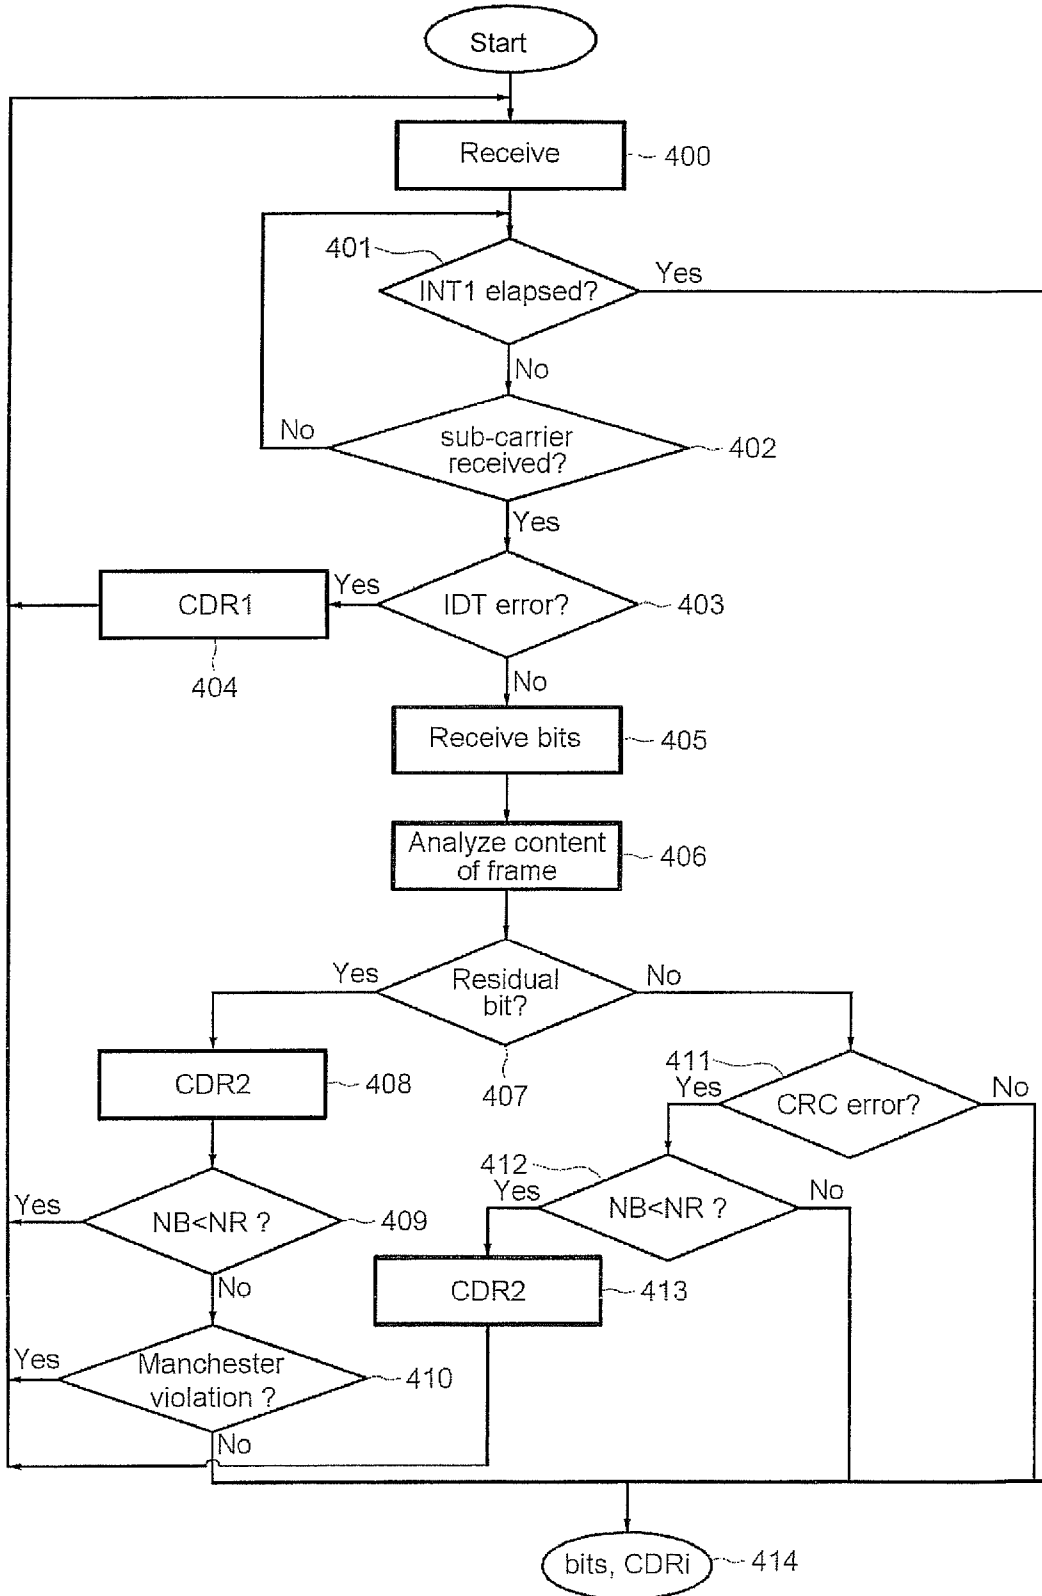 Start
Receive
400
401
INT1 elapsed?
Yes
No
No
sub-carrier
received?
402
Yes
CDR1
404
Yes
IDT error?
403
No
Receive bits
405
Analyze content
of frame
406
Yes
Residual
bit?
No
407
CDR2
408
411
Yes
CRC error?
No
412
Yes
NB<NR ?
No
Yes
NB<NR ?
409
No
CDR2
413
Yes
Manchester
violation ?
410
No
bits, CDRi
414